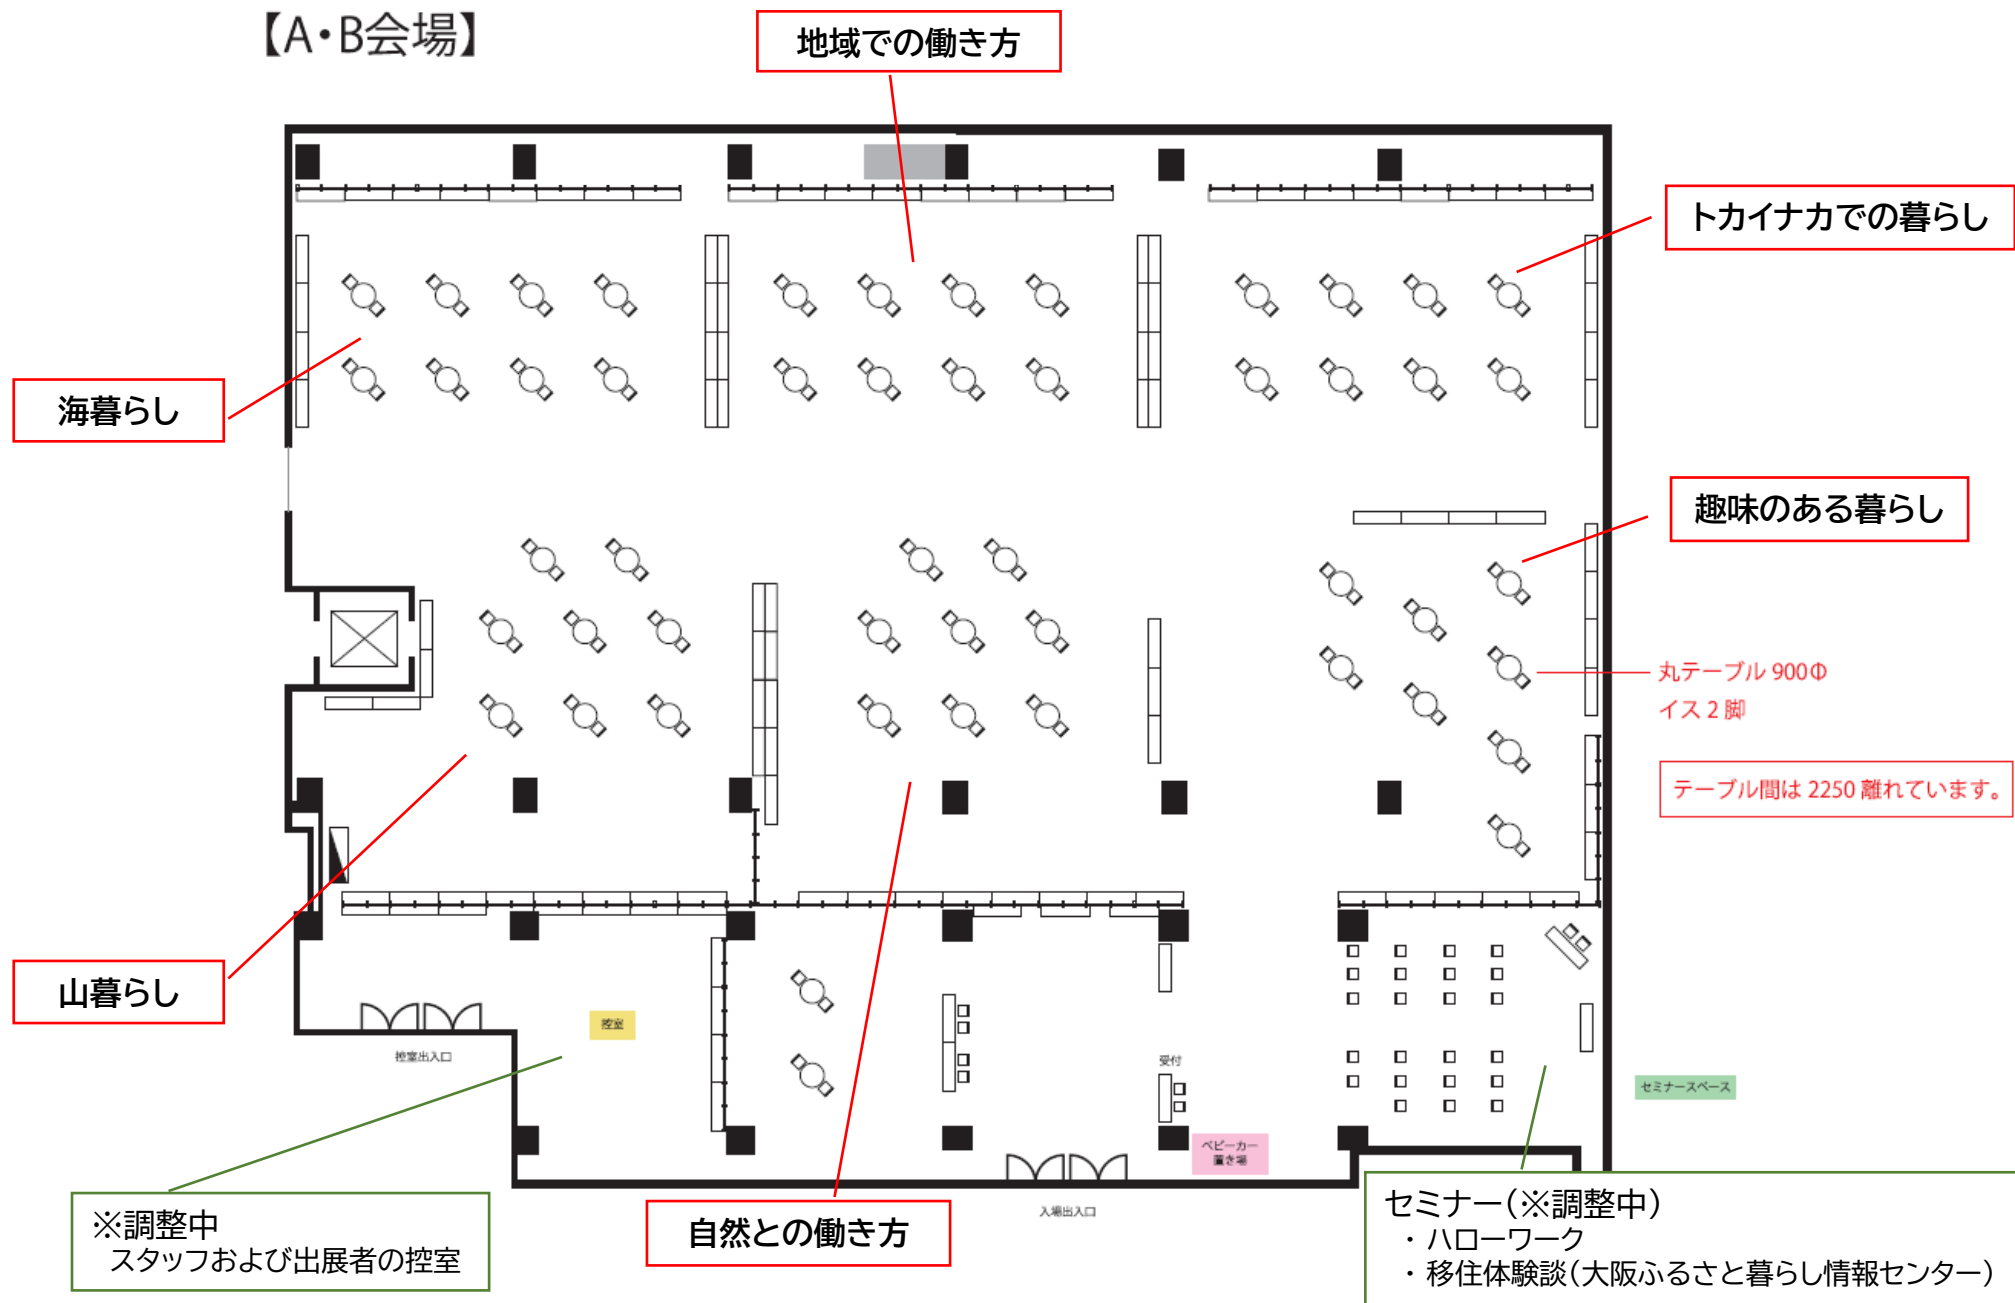 【A・B会場】
地域での働き方
トカイナカでの暮らし
海暮らし
趣味のある暮らし
丸テーブル 900Φ
イス 2 脚
テーブル間は 2250 離れています。
山暮らし
控室
控室出入口
受付
セミナースペース
ベビーカー
置き場
入場出入口
※調整中
スタッフおよび出展者の控室
自然との働き方
セミナー(※調整中)
・ハローワーク
・移住体験談(大阪ふるさと暮らし情報センター)